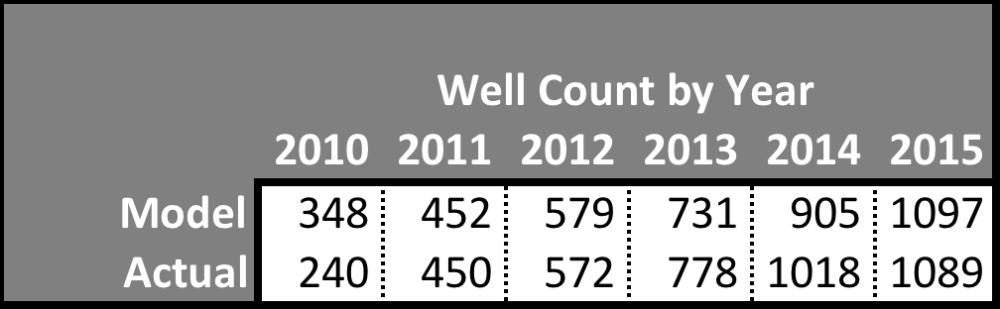 Well Count by Year
2010 2011 2012 2013 2014 2015
Model 348 452 579 731 905 1097
Actual 240 450 572 778 1018 1089